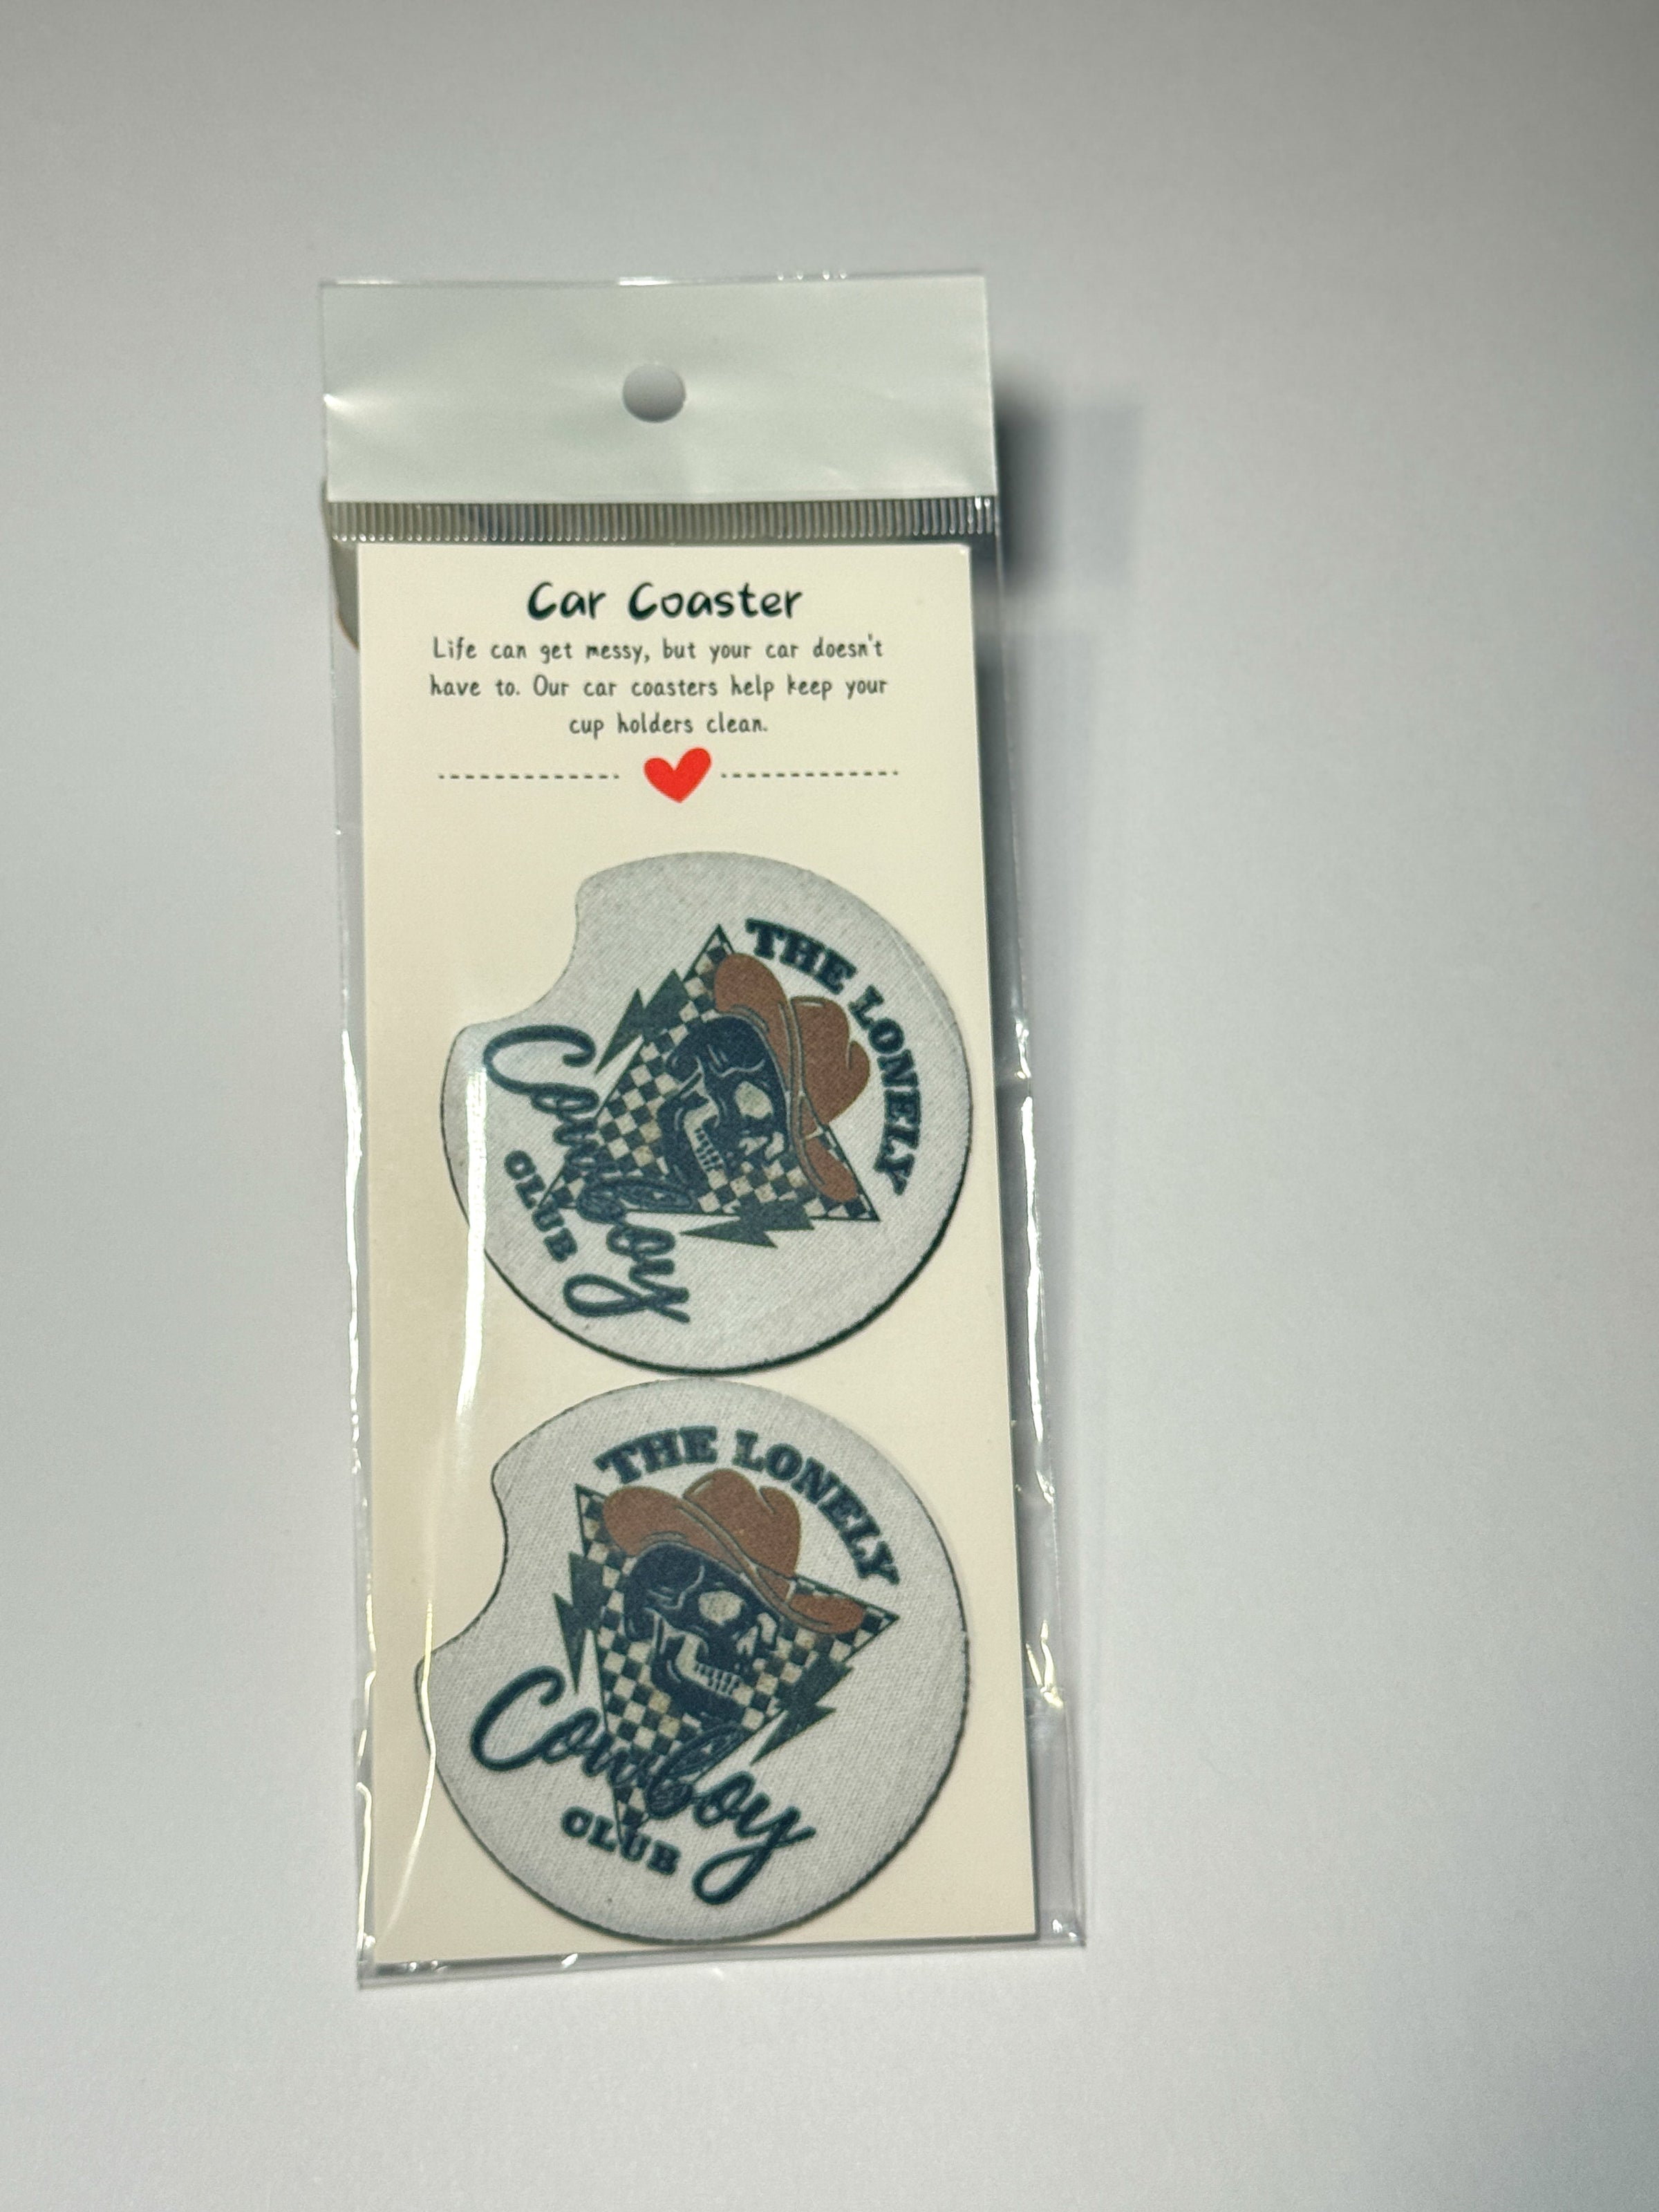 Car Coaster
Life can get messy, but your car doesn't
have to. Our car coasters help keep your
cup holders clean.
THE LONELY
Cowboy
CLUB
THE LONELY
Cowboy
CLUB